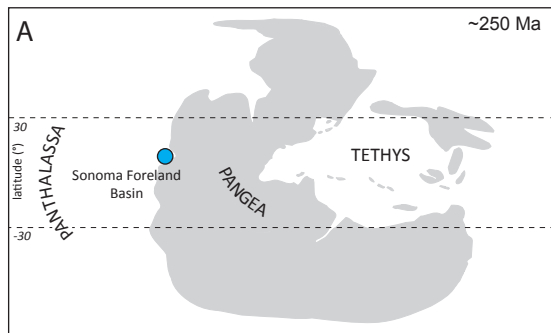 A
~250 Ma
30
latitude (°)
PANTHALASSA
Sonoma Foreland
Basin
PANGEA
TETHYS
-30